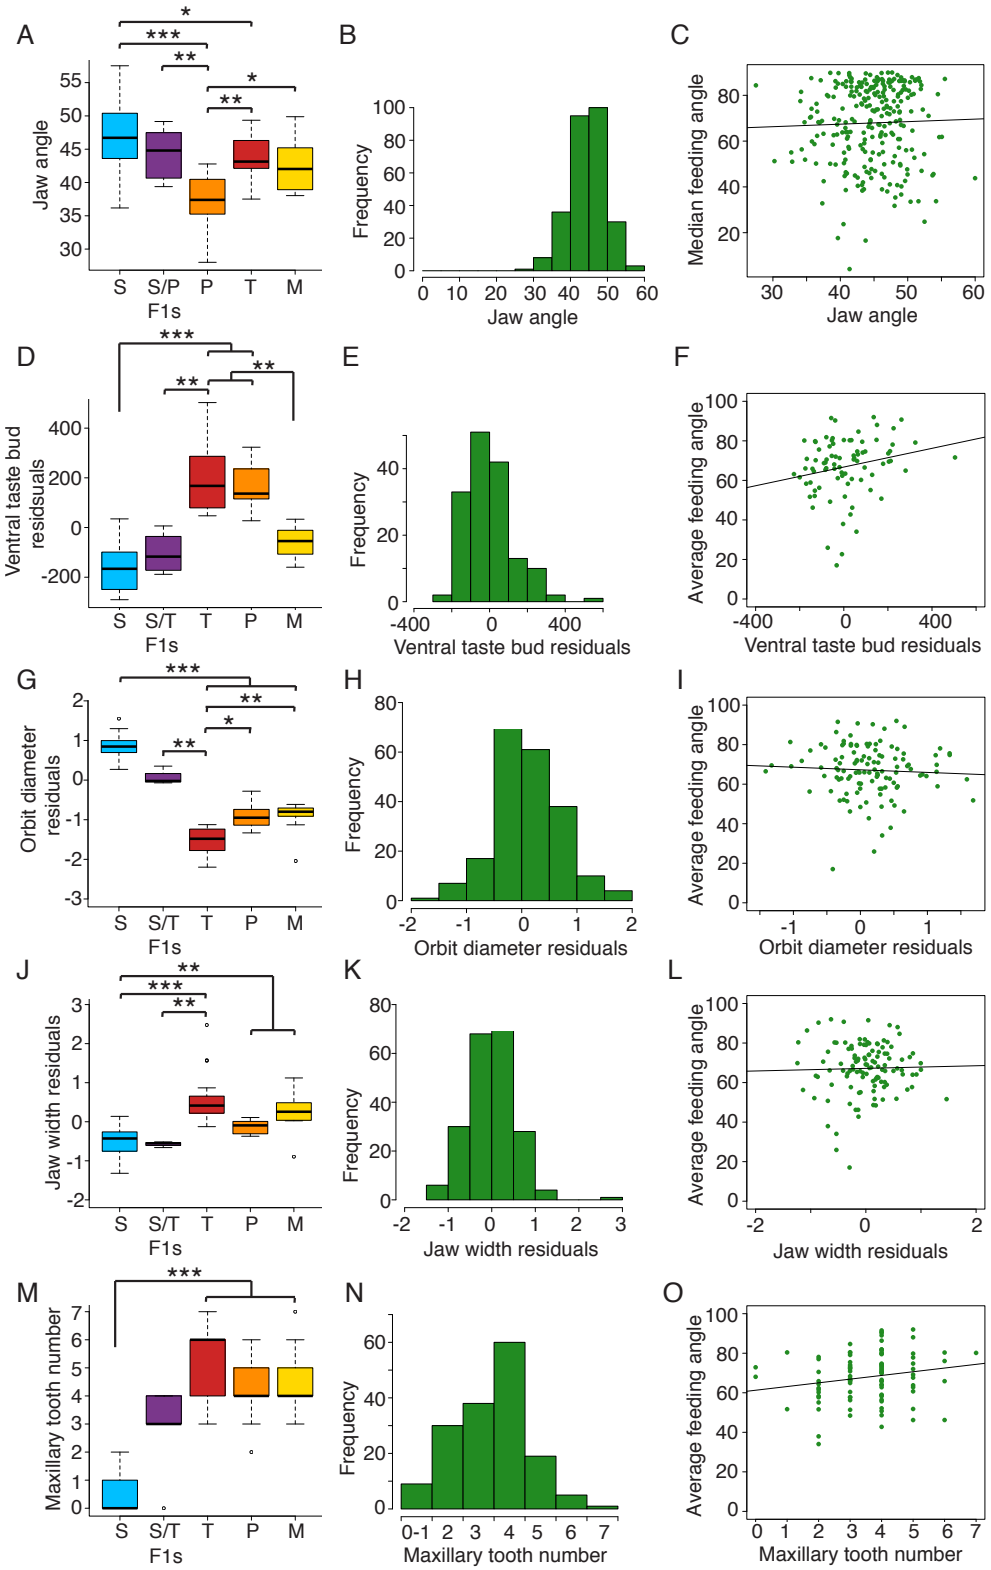 A
*
***
**
*
**
Jaw angle
55
50
45
40
35
30
S S/P P T M
F1s
B
Frequency
100
80
60
40
20
0
0 10 20 30 40 50 60
Jaw angle
C
Median feeding angle
80
60
40
20
30 40 50 60
Jaw angle
D
***
**
**
Ventral taste bud
residsuals
400
200
0
-200
S S/T T P M
F1s
E
Frequency
40
20
0
-400 0 400
Ventral taste bud residuals
F
Average feeding angle
100
80
60
40
20
0
-400 0 400
Ventral taste bud residuals
G
***
**
*
**
Orbit diameter
residuals
2
1
0
-1
-2
-3
S S/T T P M
F1s
H
Frequency
80
60
40
20
0
-2 -1 0 1 2
Orbit diameter residuals
I
Average feeding angle
100
80
60
40
20
0
-1 0 1
Orbit diameter residuals
J
**
***
**
Jaw width residuals
3
2
1
0
-1
-2
S S/T T P M
F1s
K
Frequency
80
60
40
20
0
-2 -1 0 1 2 3
Jaw width residuals
L
Average feeding angle
100
80
60
40
20
0
-2 0 2
Jaw width residuals
M
***
Maxillary tooth number
7
6
5
4
3
2
1
0
S S/T T P M
F1s
N
Frequency
60
40
20
0
0-1 2 3 4 5 6 7
Maxillary tooth number
O
Average feeding angle
100
80
60
40
20
0
0 1 2 3 4 5 6 7
Maxillary tooth number